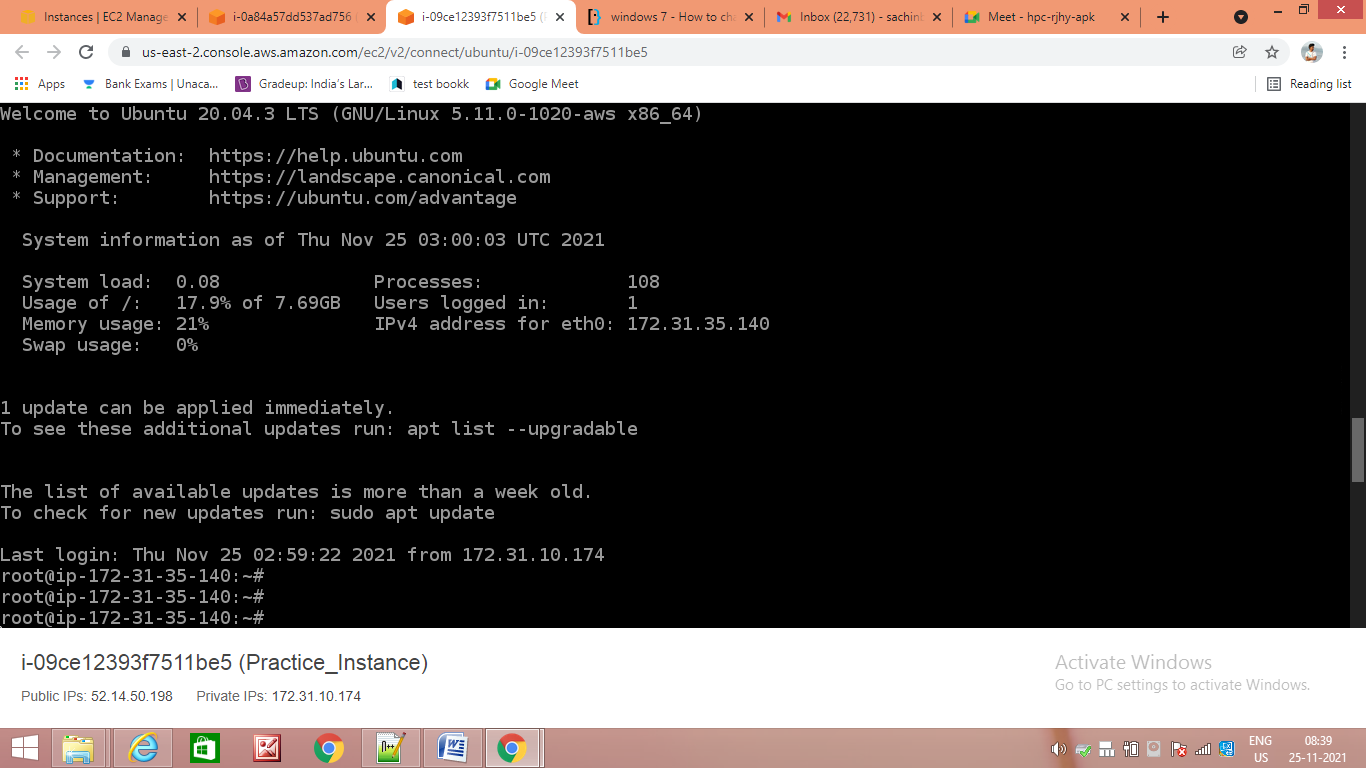 Instances | EC2 Manage
i-0a84a57dd537ad756 (
i-09ce12393f7511be5 (
windows 7 - How to ch
Inbox (22,731) - sachin
Meet - hpc-rjhy-apk
us-east-2.console.aws.amazon.com/ec2/v2/connect/ubuntu/i-09ce12393f7511be5
Apps
Bank Exams | Unaca...
Gradeup: India's Lar...
test bookk
Google Meet
Reading list
Welcome to Ubuntu 20.04.3 LTS (GNU/Linux 5.11.0-1020-aws x86_64)
* Documentation: https://help.ubuntu.com
* Management: https://landscape.canonical.com
* Support: https://ubuntu.com/advantage
System information as of Thu Nov 25 03:00:03 UTC 2021
System load: 0.08 Processes: 108
Usage of /: 17.9% of 7.69GB Users logged in: 1
Memory usage: 21% IPv4 address for eth0: 172.31.35.140
Swap usage: 0%
1 update can be applied immediately.
To see these additional updates run: apt list --upgradable
The list of available updates is more than a week old.
To check for new updates run: sudo apt update
Last login: Thu Nov 25 02:59:22 2021 from 172.31.10.174
root@ip-172-31-35-140:~#
root@ip-172-31-35-140:~#
root@ip-172-31-35-140:~#
i-09ce12393f7511be5 (Practice_Instance)
Public IPs: 52.14.50.198 Private IPs: 172.31.10.174
Activate Windows
Go to PC settings to activate Windows.
ENG
US
08:39
25-11-2021